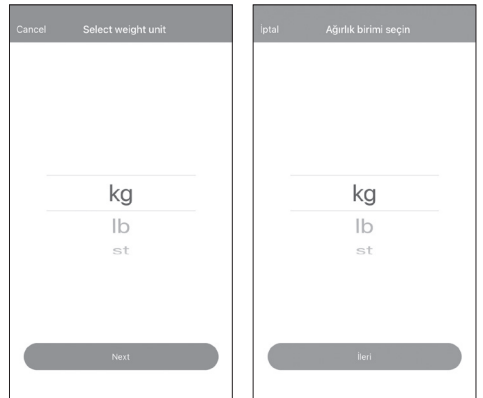 Cancel Select weight unit
kg
lb
st
Next
İptal Ağırlık birimi seçin
kg
lb
st
İleri